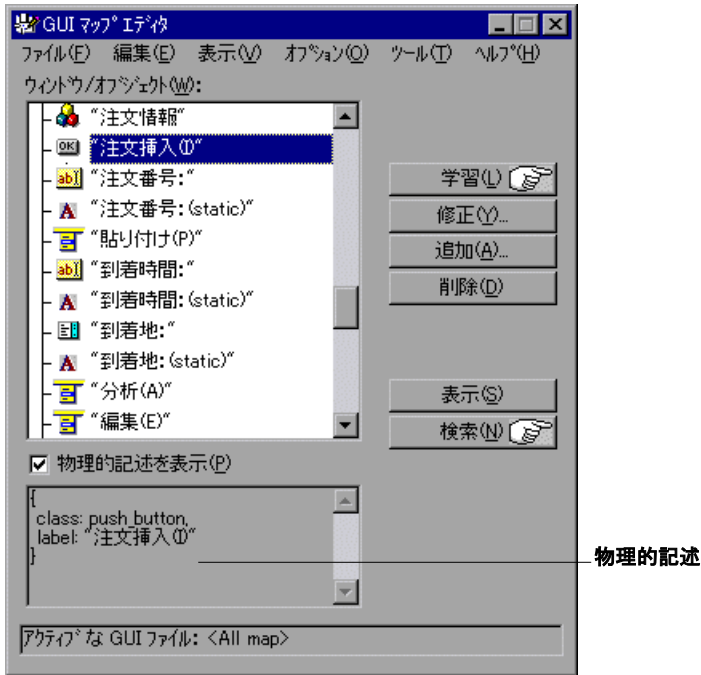 GUI マップ エディタ
ファイル(F) 編集(E) 表示(V) オプション(O) ツール(T) ヘルプ(H)
ウィンドウ/オブジェクト(W):
"注文情報"
"注文挿入(I)"
"注文番号:"
"注文番号:(static)"
"貼り付け(P)"
"到着時間:"
"到着時間:(static)"
"到着地:"
"到着地:(static)"
"分析(A)"
"編集(E)"
学習(L)
修正(Y)...
追加(A)...
削除(D)
表示(S)
検索(N)
物理的記述を表示(P)
{
class: push_button,
label: "注文挿入(I)"
}
物理的記述
アクティブな GUI ファイル: <All map>